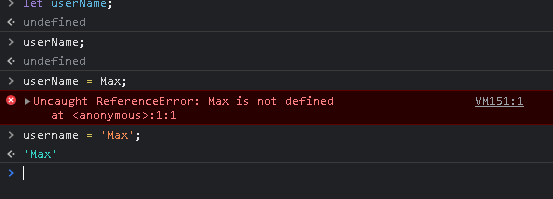 let userName;
undefined
userName;
undefined
userName = Max;
Uncaught ReferenceError: Max is not defined VM151:1
at <anonymous>:1:1
username = 'Max';
'Max'